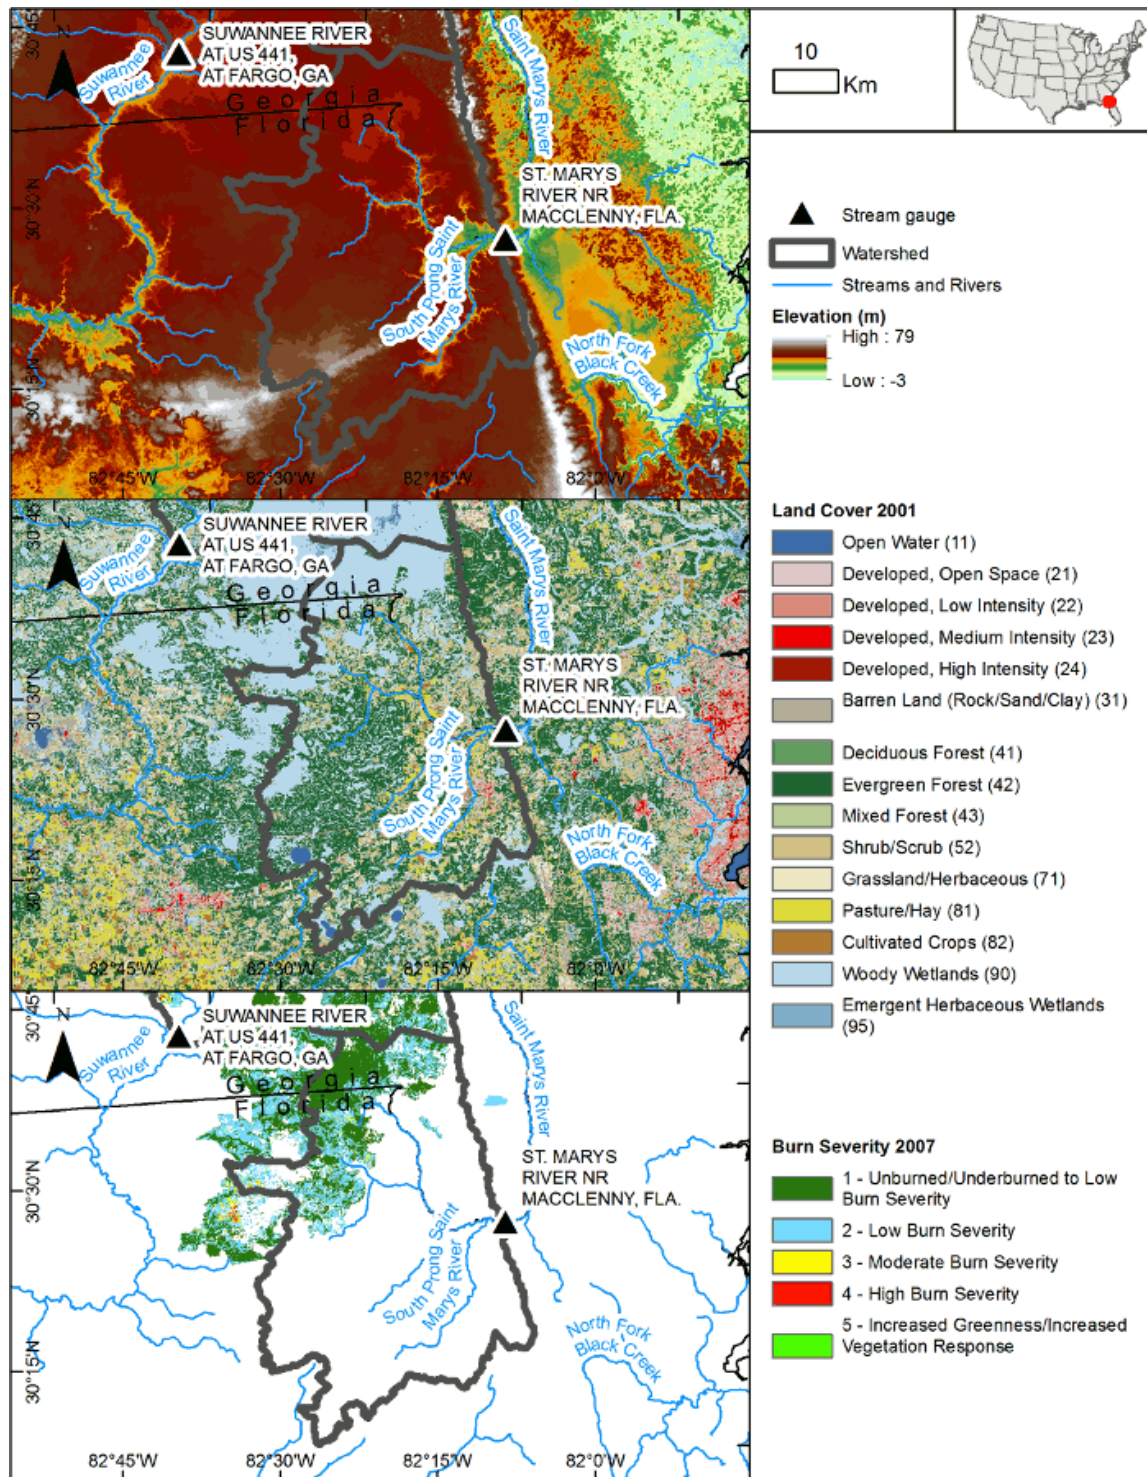 30°45'
N
SUWANNEE RIVER
AT US 441,
AT FARGO, GA
Suwannee
River
Georgia
Florida
Saint Marys River
30°30'N
ST. MARYS
RIVER NR
MACCLENNY, FLA.
South Prong Saint
Marys River
North Fork
Black Creek
30°15'N
82°45'W
82°30'W
82°15'W
82°0'W
30°45'
N
SUWANNEE RIVER
AT US 441,
AT FARGO, GA
Suwannee
River
Georgia
Florida
Saint Marys River
30°30'N
ST. MARYS
RIVER NR
MACCLENNY, FLA.
South Prong Saint
Marys River
North Fork
Black Creek
30°15'N
82°45'W
82°30'W
82°15'W
82°0'W
30°45'
N
SUWANNEE RIVER
AT US 441,
AT FARGO, GA
Suwannee
River
Georgia
Florida
Saint Marys River
30°30'N
ST. MARYS
RIVER NR
MACCLENNY, FLA.
South Prong Saint
Marys River
North Fork
Black Creek
30°15'N
82°45'W
82°30'W
82°15'W
82°0'W
10
Km
Stream gauge
Watershed
Streams and Rivers
Elevation (m)
High : 79
Low : -3
Land Cover 2001
Open Water (11)
Developed, Open Space (21)
Developed, Low Intensity (22)
Developed, Medium Intensity (23)
Developed, High Intensity (24)
Barren Land (Rock/Sand/Clay) (31)
Deciduous Forest (41)
Evergreen Forest (42)
Mixed Forest (43)
Shrub/Scrub (52)
Grassland/Herbaceous (71)
Pasture/Hay (81)
Cultivated Crops (82)
Woody Wetlands (90)
Emergent Herbaceous Wetlands
(95)
Burn Severity 2007
1 - Unburned/Underburned to Low
Burn Severity
2 - Low Burn Severity
3 - Moderate Burn Severity
4 - High Burn Severity
5 - Increased Greenness/Increased
Vegetation Response